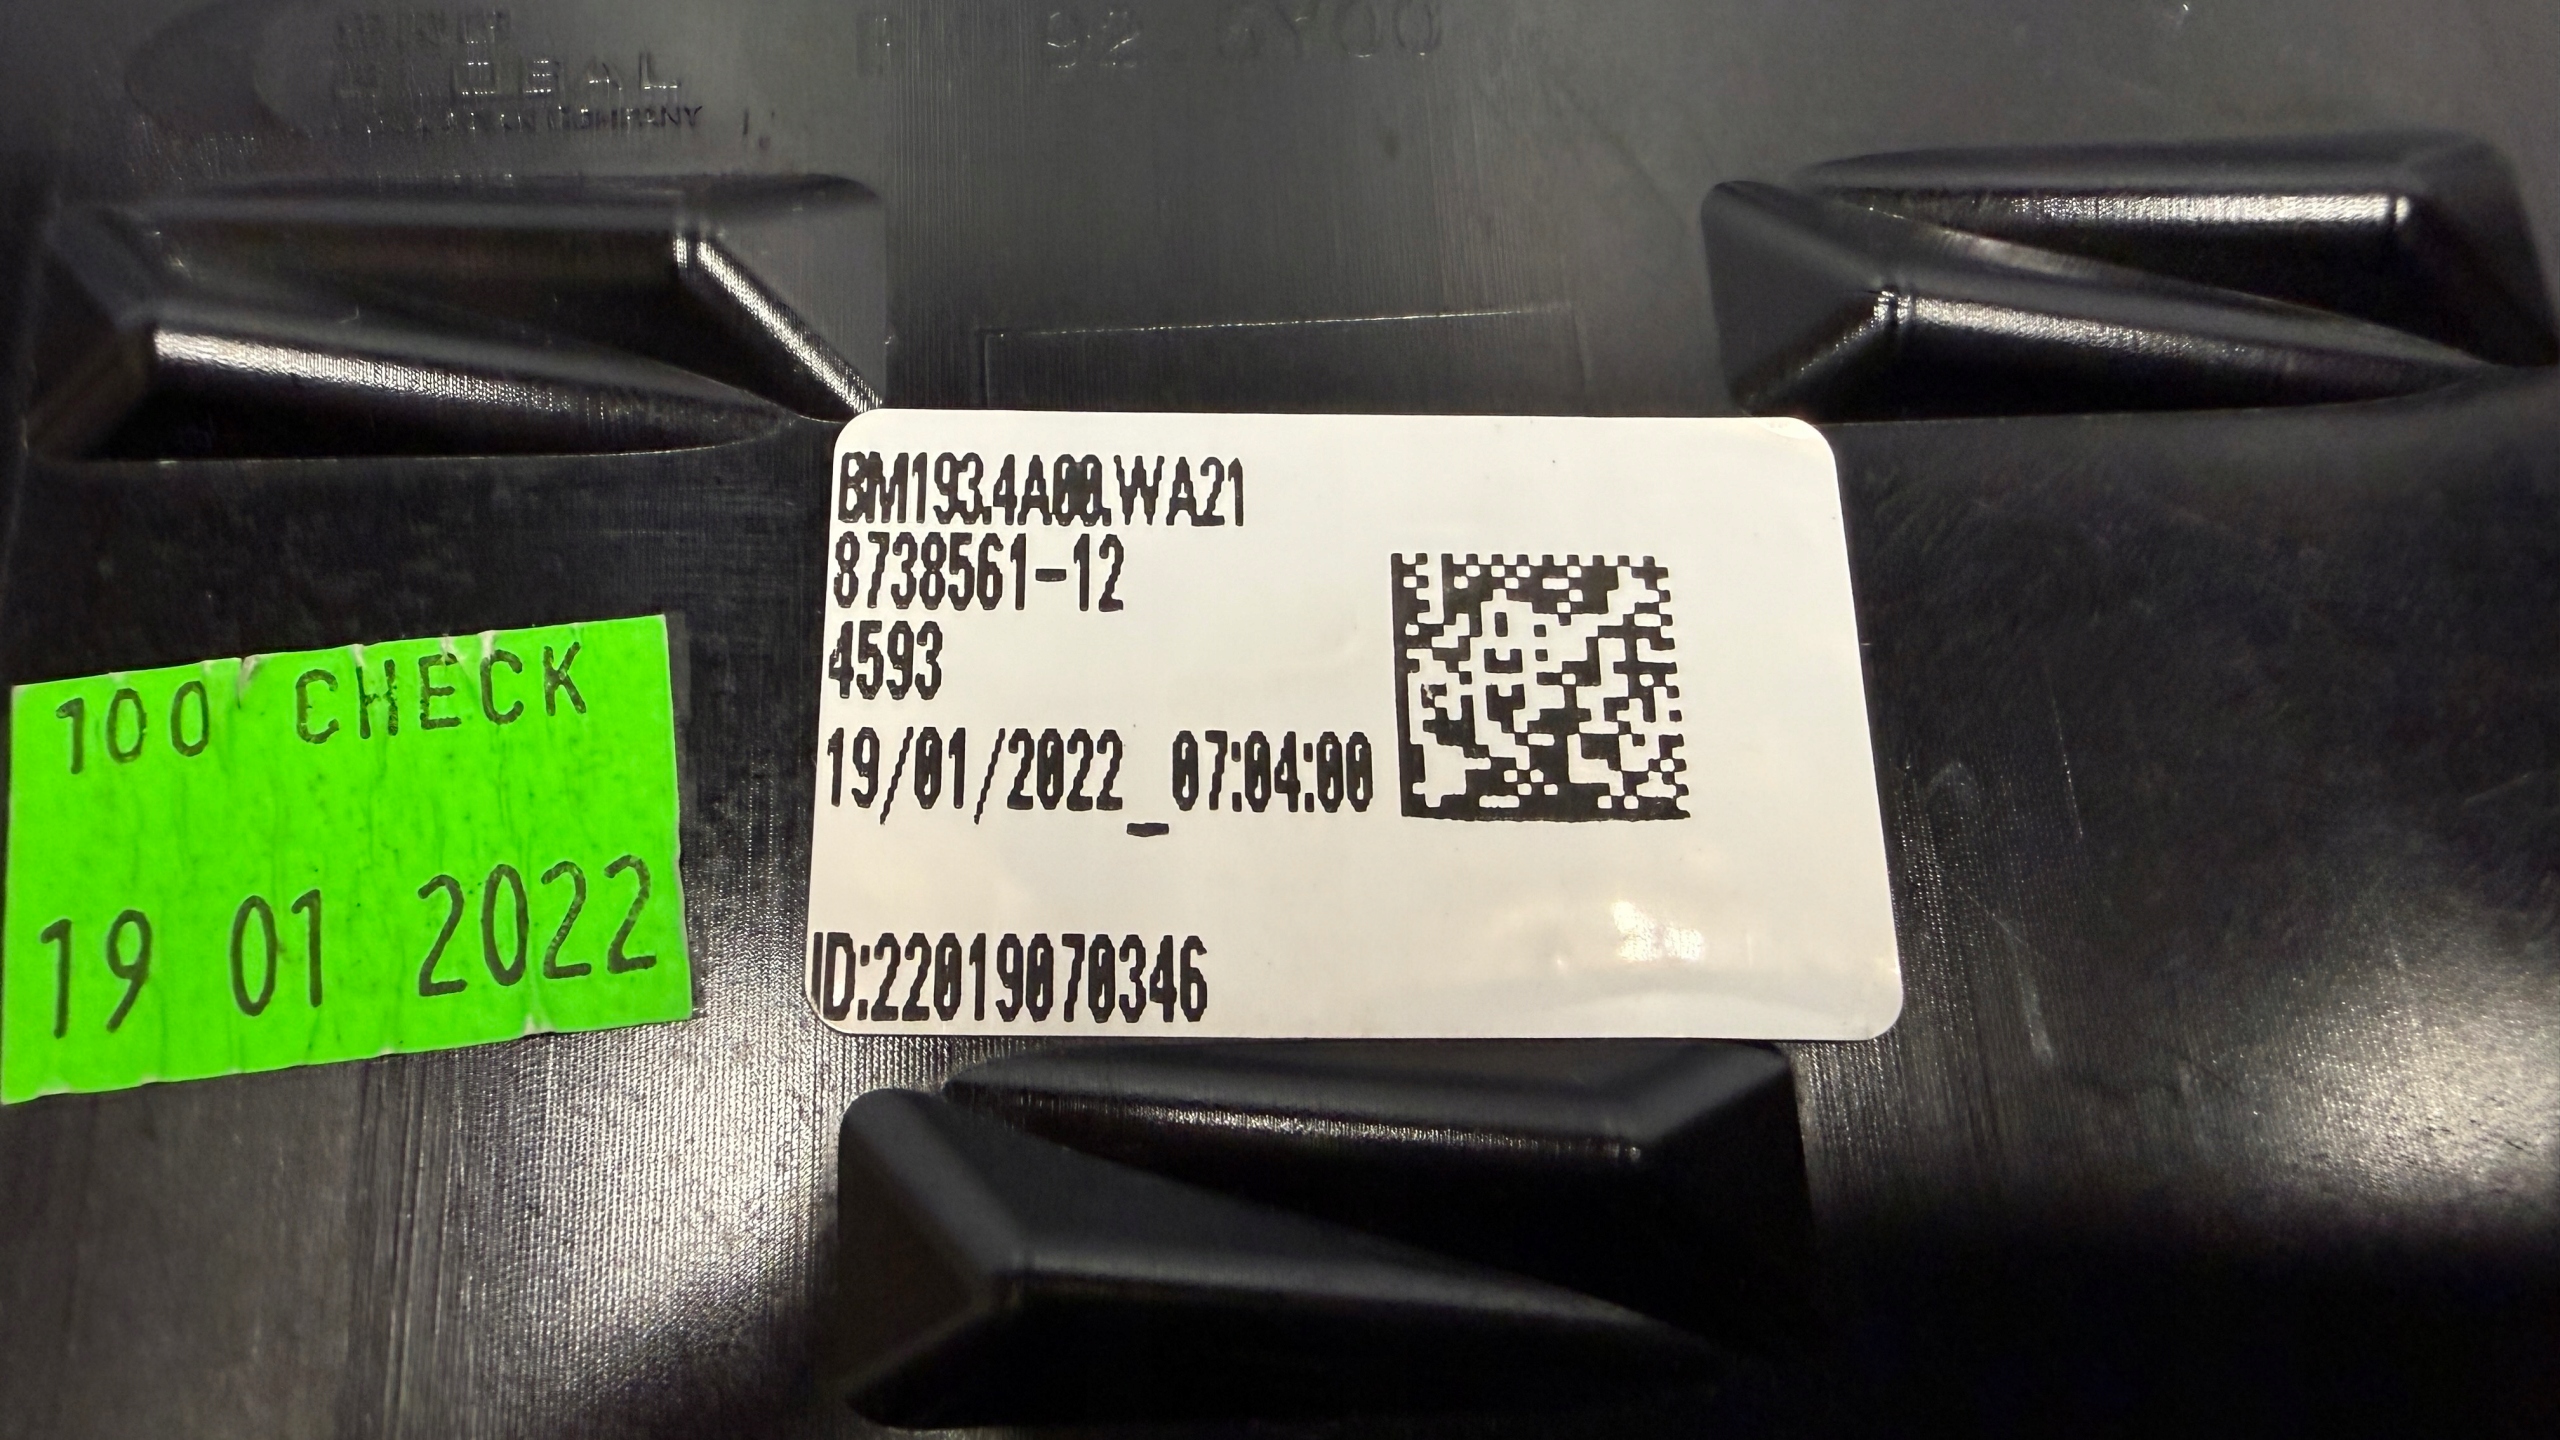 COMPANY
BM193.4A00.WA21
8738561-12
4593
19/01/2022_07:04:00
ID:22019070346
100 CHECK
19 01 2022